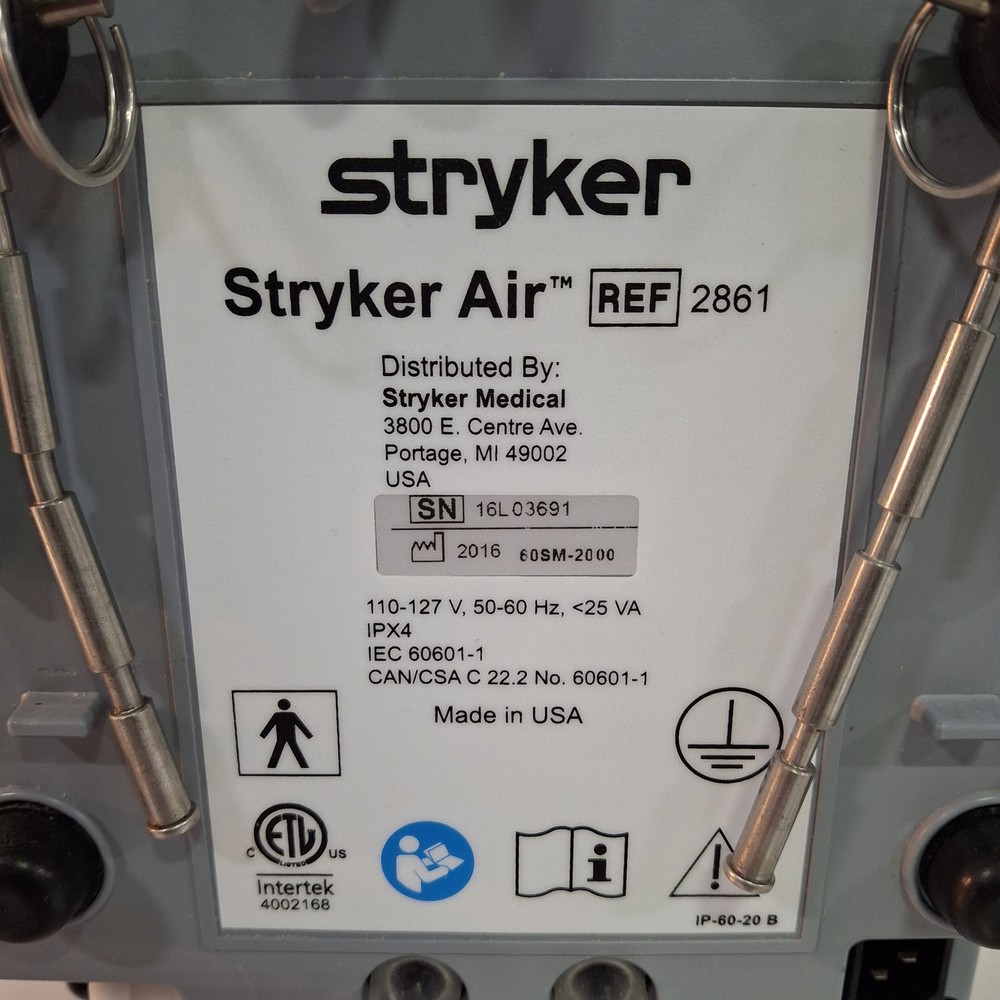 stryker
Stryker Air™ REF 2861
Distributed By:
Stryker Medical
3800 E. Centre Ave.
Portage, MI 49002
USA
SN 16L03691
2016 60SM-2000
110-127 V, 50-60 Hz, <25 VA
IPX4
IEC 60601-1
CAN/CSA C 22.2 No. 60601-1
Made in USA
ETL
C LISTED US
Intertek
4002168
i
!
IP-60-20 B